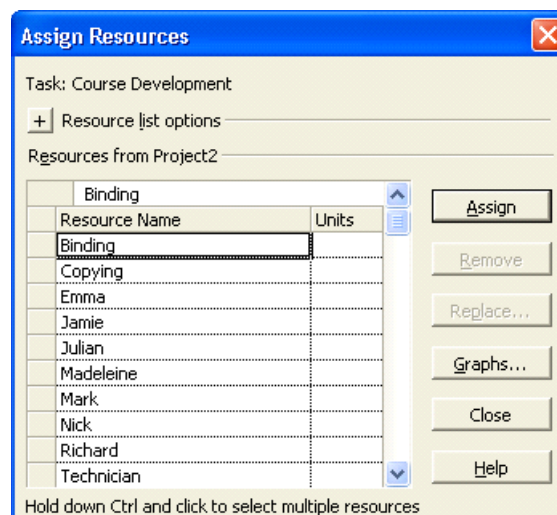 Assign Resources
Task: Course Development
+ Resource list options
Resources from Project2
Binding
Resource Name Units
Binding
Copying
Emma
Jamie
Julian
Madeleine
Mark
Nick
Richard
Technician
Assign
Remove
Replace...
Graphs...
Close
Help
Hold down Ctrl and click to select multiple resources